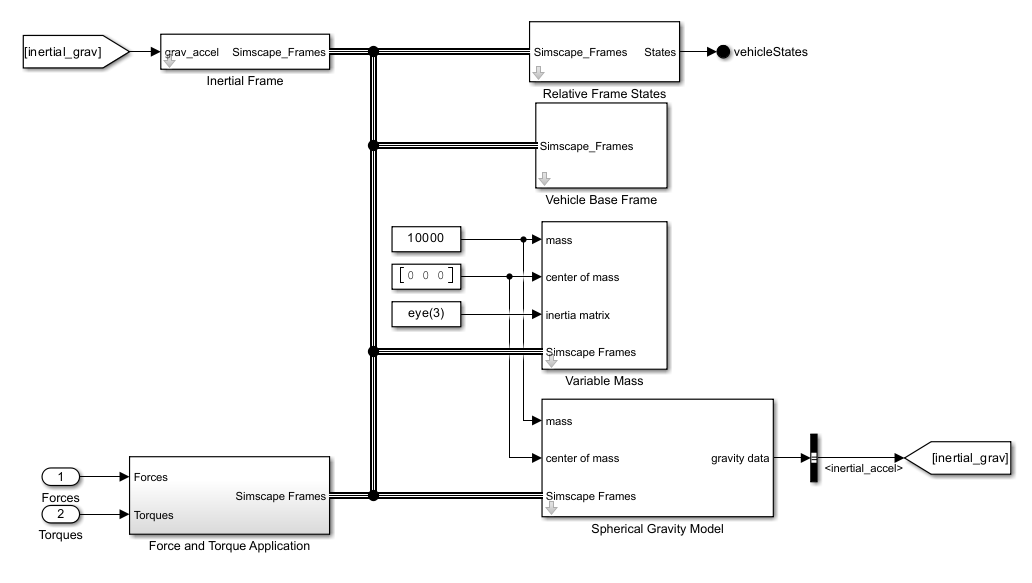 [inertial_grav]
grav_accel
Simscape_Frames
Inertial Frame
Simscape_Frames
States
Relative Frame States
vehicleStates
Simscape_Frames
Vehicle Base Frame
10000
[0 0 0]
eye(3)
mass
center of mass
inertia matrix
Simscape Frames
Variable Mass
mass
center of mass
Simscape Frames
gravity data
Spherical Gravity Model
<inertial_accel>
[inertial_grav]
1
Forces
2
Torques
Forces
Torques
Simscape Frames
Force and Torque Application